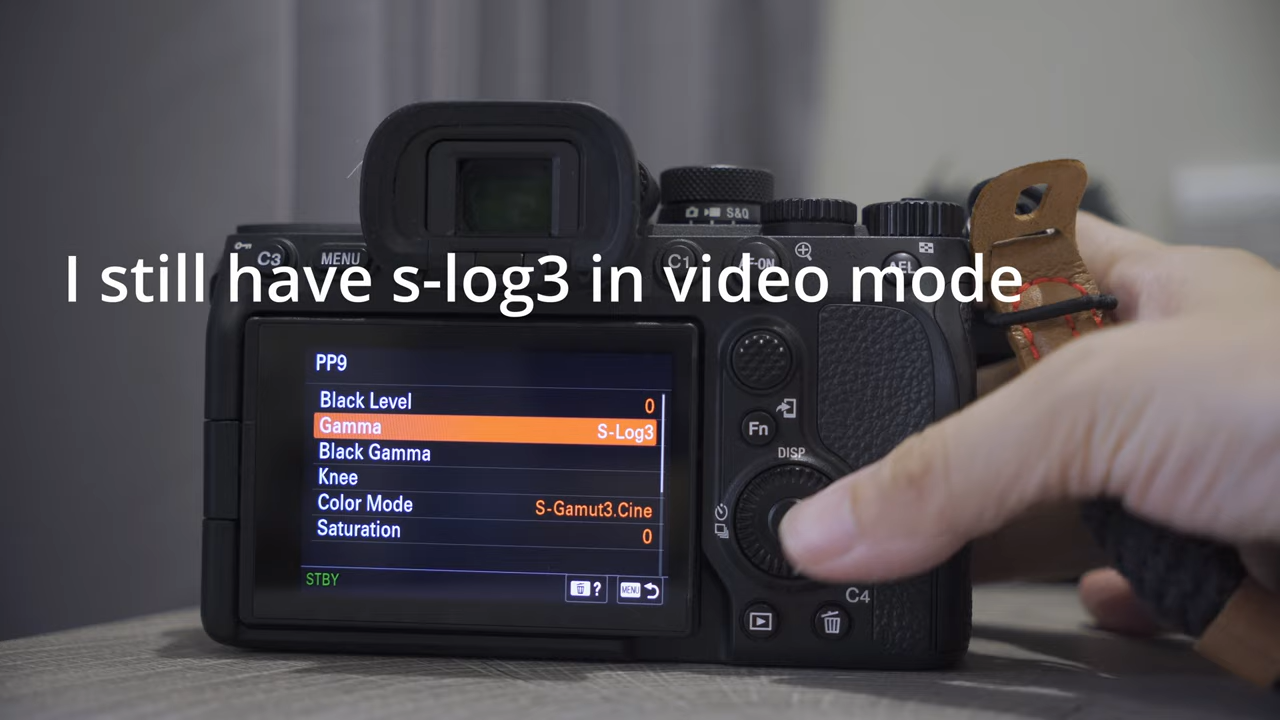 S&Q
C3
MENU
C1
AF-ON
AEL
I still have s-log3 in video mode
PP9
Black Level 0
Gamma S-Log3
Black Gamma
Knee
Color Mode S-Gamut3.Cine
Saturation 0
STBY
?
MENU
Fn
DISP
C4